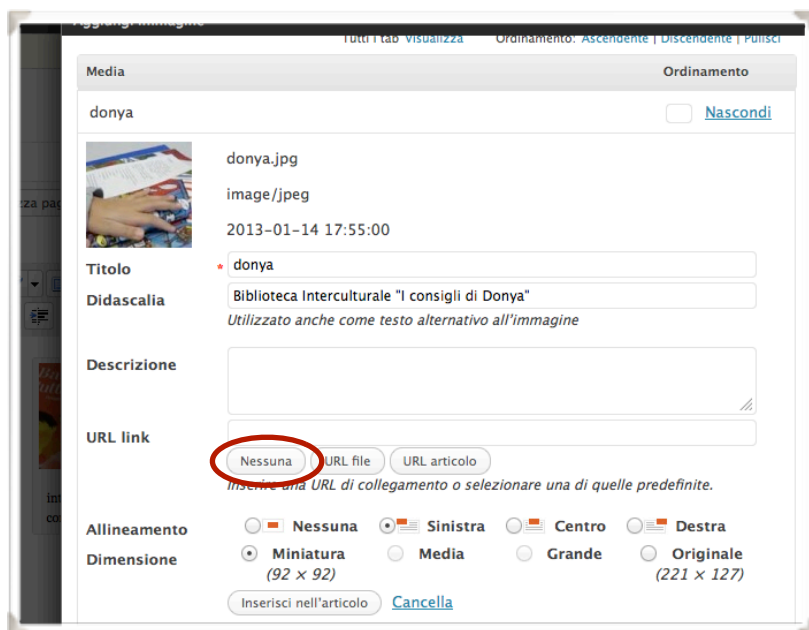 Aggiungi immagine
Tutti i tab Visualizza Ordinamento: Ascendente | Discendente | Pulisci
Media Ordinamento
donya Nascondi
donya.jpg
image/jpeg
2013-01-14 17:55:00
Titolo * donya
Didascalia Biblioteca Interculturale "I consigli di Donya"
Utilizzato anche come testo alternativo all'immagine
Descrizione
URL link
Nessuna URL file URL articolo
Inserire una URL di collegamento o selezionare una di quelle predefinite.
Allineamento Nessuna Sinistra Centro Destra
Dimensione Miniatura Media Grande Originale
(92 × 92) (221 × 127)
Inserisci nell'articolo Cancella